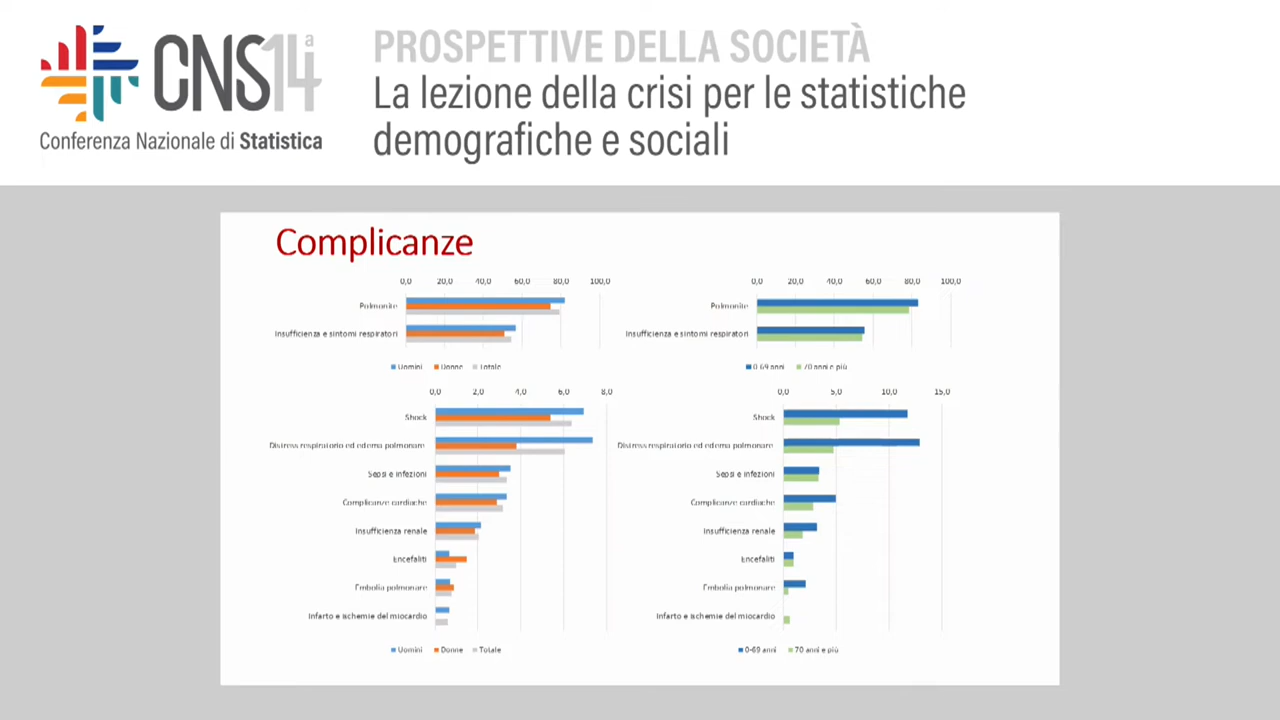 CNS14ª
Conferenza Nazionale di Statistica
PROSPETTIVE DELLA SOCIETÀ
La lezione della crisi per le statistiche
demografiche e sociali
Complicanze
0,0 20,0 40,0 60,0 80,0 100,0
Polmonite
Insufficienza e sintomi respiratori
Uomini Donne Totale
0,0 20,0 40,0 60,0 80,0 100,0
Polmonite
Insufficienza e sintomi respiratori
0-69 anni 70 anni e più
0,0 2,0 4,0 6,0 8,0
Shock
Distress respiratorio ed edema polmonare
Sepsi e infezioni
Complicanze cardiache
Insufficienza renale
Encefaliti
Embolia polmonare
Infarto e ischemie del miocardio
Uomini Donne Totale
0,0 5,0 10,0 15,0
Shock
Distress respiratorio ed edema polmonare
Sepsi e infezioni
Complicanze cardiache
Insufficienza renale
Encefaliti
Embolia polmonare
Infarto e ischemie del miocardio
0-69 anni 70 anni e più